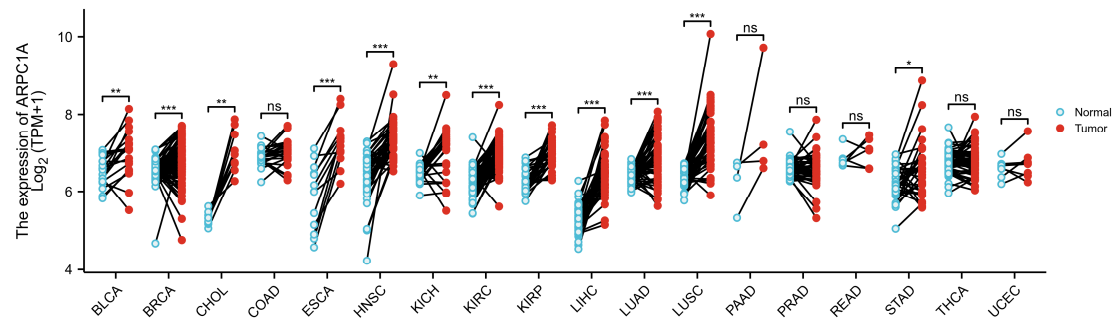 The expression of ARPC1A
Log2 (TPM+1)
10
8
6
4
**
***
**
ns
***
***
**
***
***
***
***
***
ns
ns
ns
*
ns
ns
BLCA
BRCA
CHOL
COAD
ESCA
HNSC
KICH
KIRC
KIRP
LIHC
LUAD
LUSC
PAAD
PRAD
READ
STAD
THCA
UCEC
Normal
Tumor